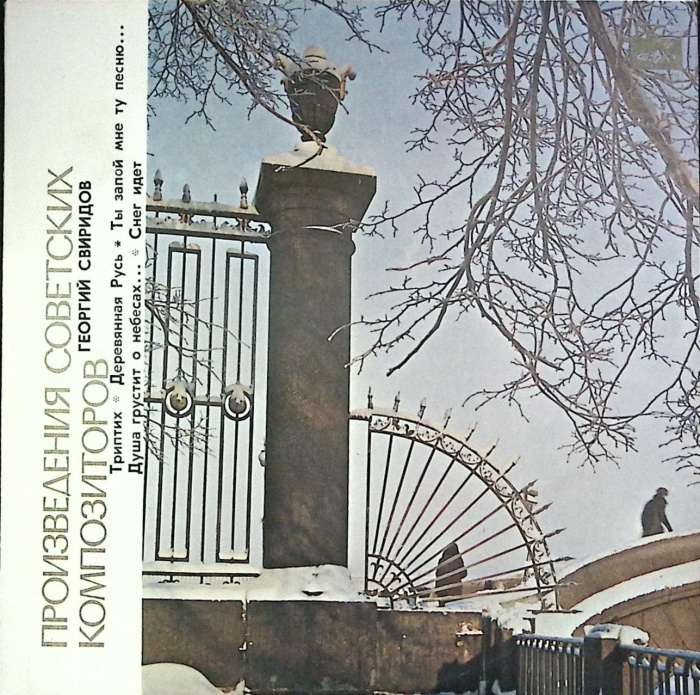 ПРОИЗВЕДЕНИЯ СОВЕТСКИХ
КОМПОЗИТОРОВ
ГЕОРГИЙ СВИРИДОВ
Триптих * Деревянная Русь * Ты запой мне ту песню...
Душа грустит о небесах... * Снег идет